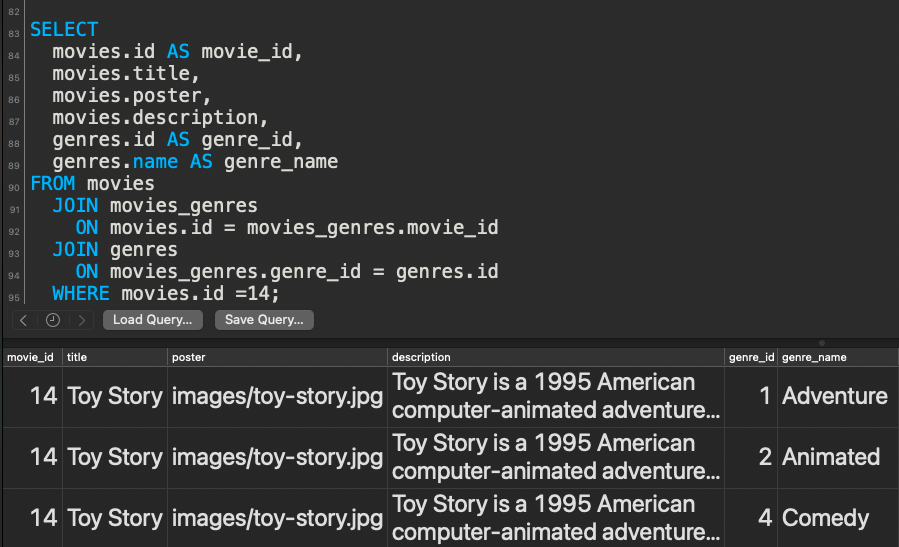 82
83 SELECT
84 movies.id AS movie_id,
85 movies.title,
86 movies.poster,
87 movies.description,
88 genres.id AS genre_id,
89 genres.name AS genre_name
90 FROM movies
91 JOIN movies_genres
92 ON movies.id = movies_genres.movie_id
93 JOIN genres
94 ON movies_genres.genre_id = genres.id
95 WHERE movies.id =14;
Load Query... Save Query...
movie_id title poster description genre_id genre_name
14 Toy Story images/toy-story.jpg Toy Story is a 1995 American 1 Adventure
computer-animated adventure...
14 Toy Story images/toy-story.jpg Toy Story is a 1995 American 2 Animated
computer-animated adventure...
14 Toy Story images/toy-story.jpg Toy Story is a 1995 American 4 Comedy
computer-animated adventure...